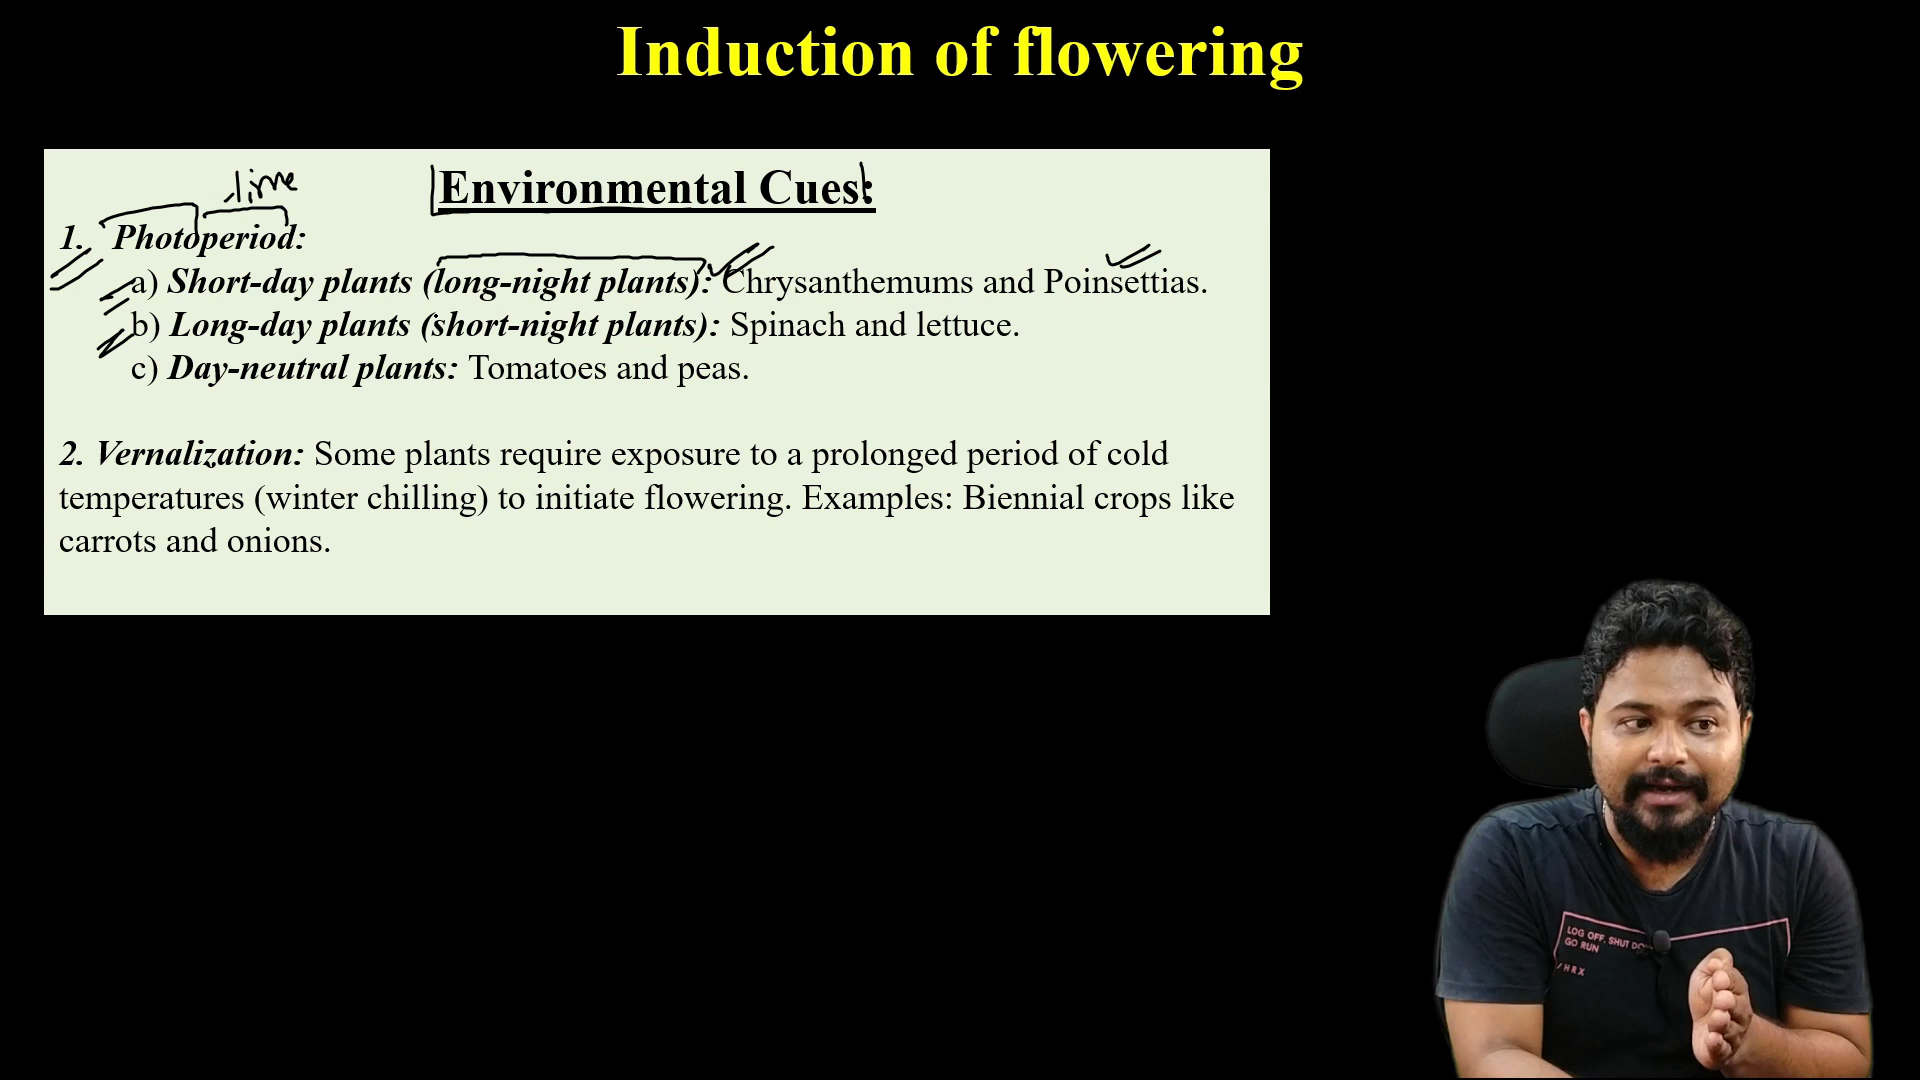 Induction of flowering
time
Environmental Cues:
1. Photoperiod:
a) Short-day plants (long-night plants): Chrysanthemums and Poinsettias.
b) Long-day plants (short-night plants): Spinach and lettuce.
c) Day-neutral plants: Tomatoes and peas.
2. Vernalization: Some plants require exposure to a prolonged period of cold
temperatures (winter chilling) to initiate flowering. Examples: Biennial crops like
carrots and onions.
LOG OFF. SHUT
GO RUN
/HRX